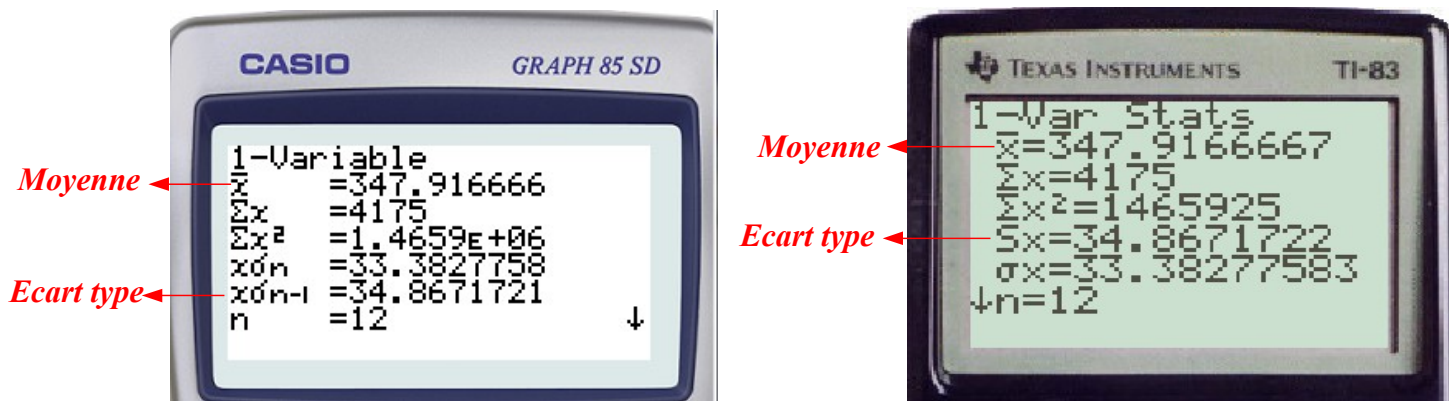 CASIO GRAPH 85 SD
1-Variable
x̄ =347.916666
Σx =4175
Σx² =1.4659E+06
xσn =33.3827758
xσn-1 =34.8671721
n =12 ↓
Moyenne
Ecart type
TEXAS INSTRUMENTS TI-83
1-Var Stats
x̄=347.9166667
Σx=4175
Σx²=1465925
Sx=34.8671722
σx=33.38277583
↓n=12
Moyenne
Ecart type